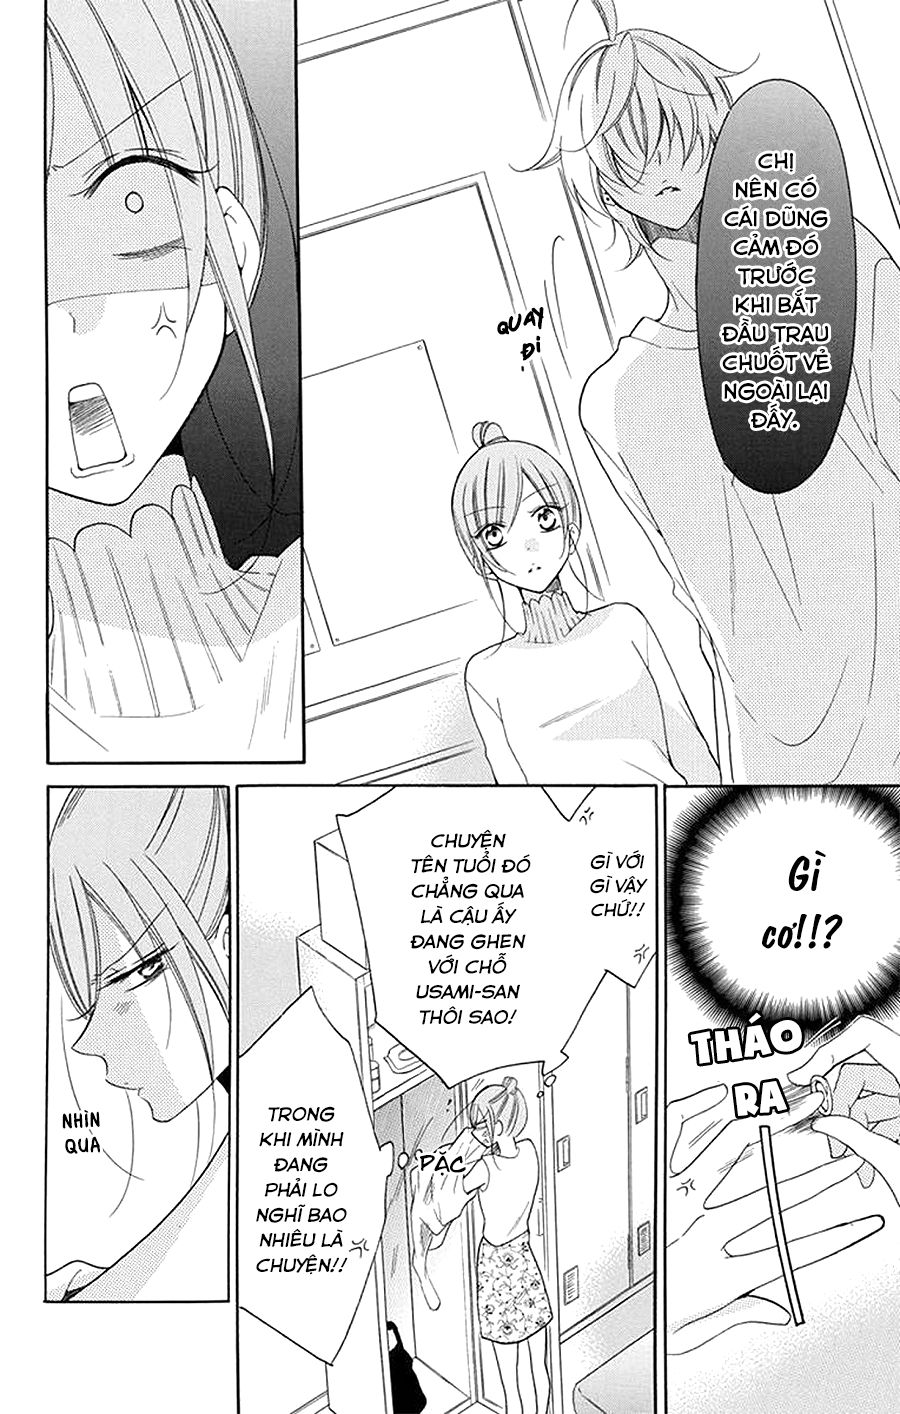 CHỊ
NÊN CÓ
CÁI DŨNG
CẢM ĐÓ
TRƯỚC
KHI BẮT
ĐẦU TRAU
CHUỐT VẺ
NGOÀI LẠI
ĐẤY.
QUAY
ĐI
Gì
cơ!!?
THÁO
RA
GÌ VỚI
GÌ VẬY
CHỨ!!
CHUYỆN
TÊN TUỔI ĐÓ
CHẲNG QUA
LÀ CẬU ẤY
ĐANG GHEN
VỚI CHỖ
USAMI-SAN
THÔI SAO!
PẶC
TRONG
KHI MÌNH
ĐANG
PHẢI LO
NGHĨ BAO
NHIÊU LÀ
CHUYỆN!!
NHÌN
QUA